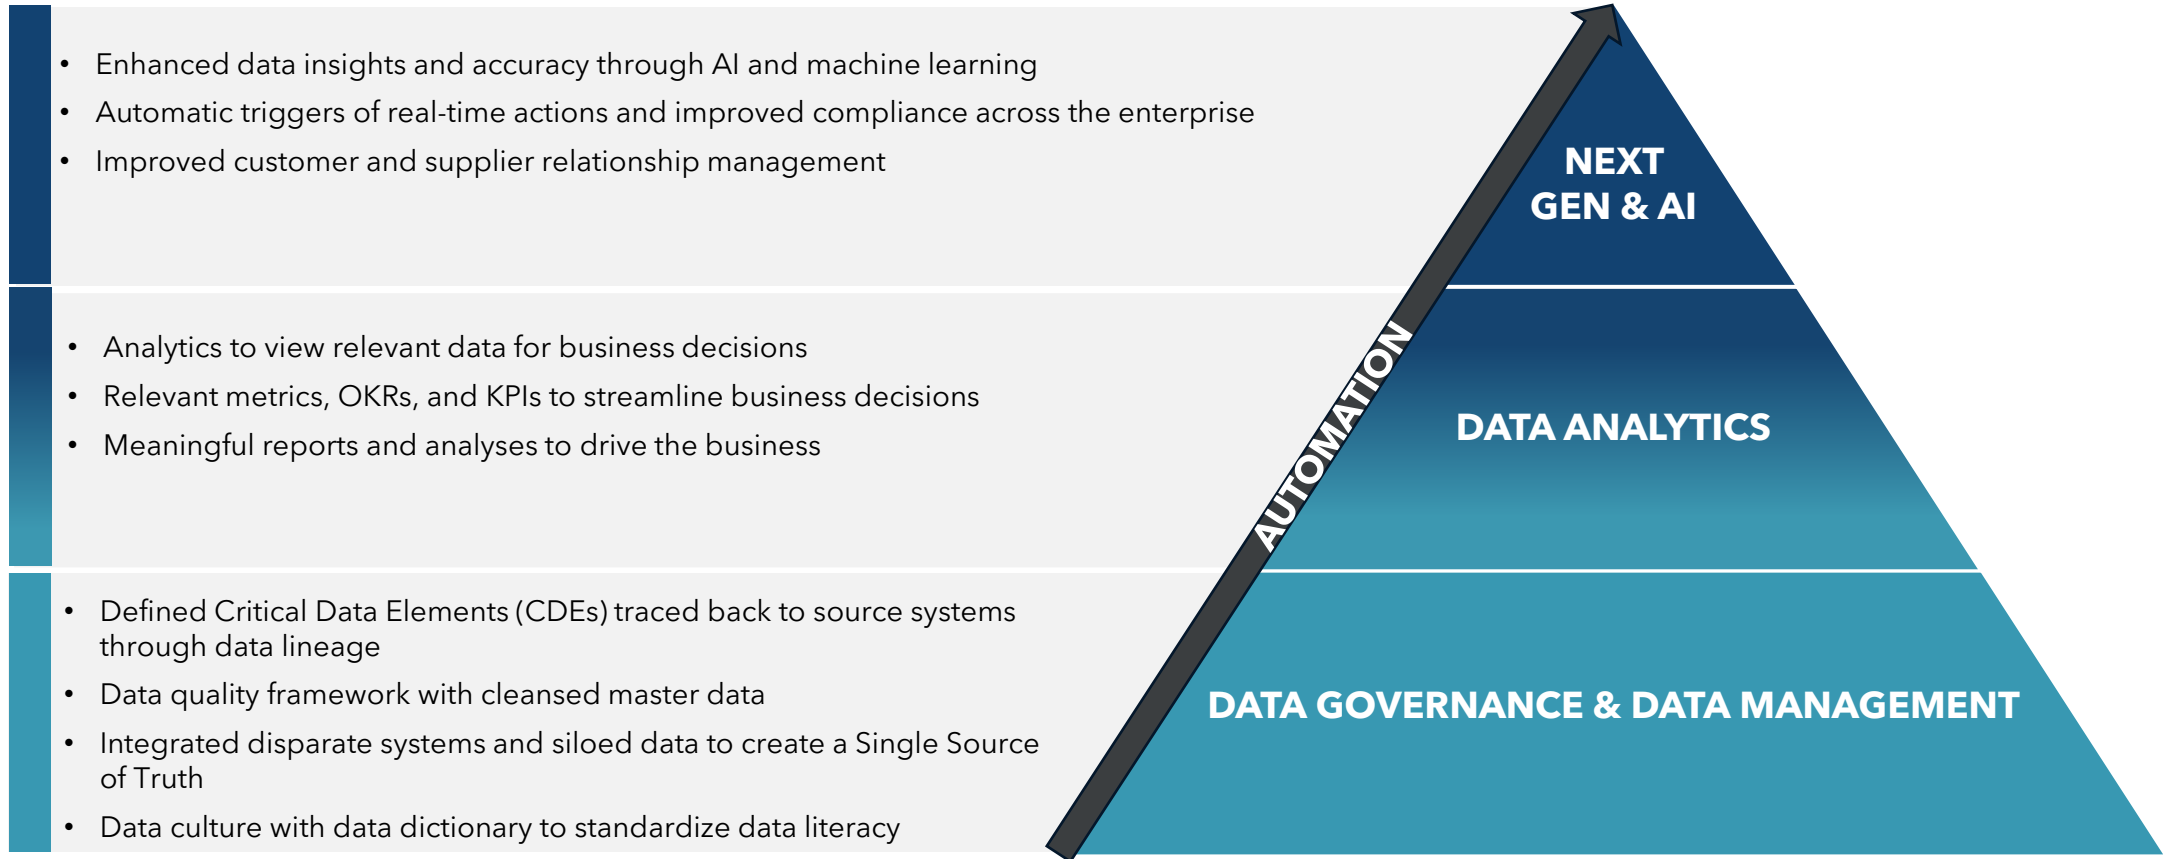 • Enhanced data insights and accuracy through AI and machine learning
• Automatic triggers of real-time actions and improved compliance across the enterprise
• Improved customer and supplier relationship management
NEXT
GEN & AI
• Analytics to view relevant data for business decisions
• Relevant metrics, OKRs, and KPIs to streamline business decisions
• Meaningful reports and analyses to drive the business
AUTOMATION
DATA ANALYTICS
• Defined Critical Data Elements (CDEs) traced back to source systems
through data lineage
• Data quality framework with cleansed master data
• Integrated disparate systems and siloed data to create a Single Source
of Truth
• Data culture with data dictionary to standardize data literacy
DATA GOVERNANCE & DATA MANAGEMENT